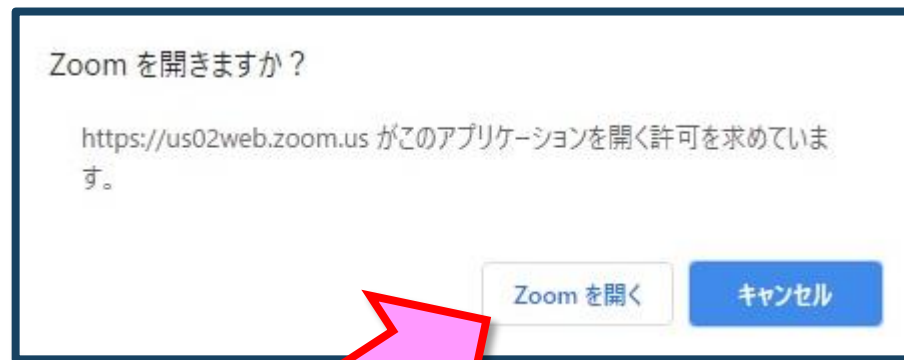 Zoom を開きますか？
https://us02web.zoom.us がこのアプリケーションを開く許可を求めていま
す。
Zoom を開く
キャンセル